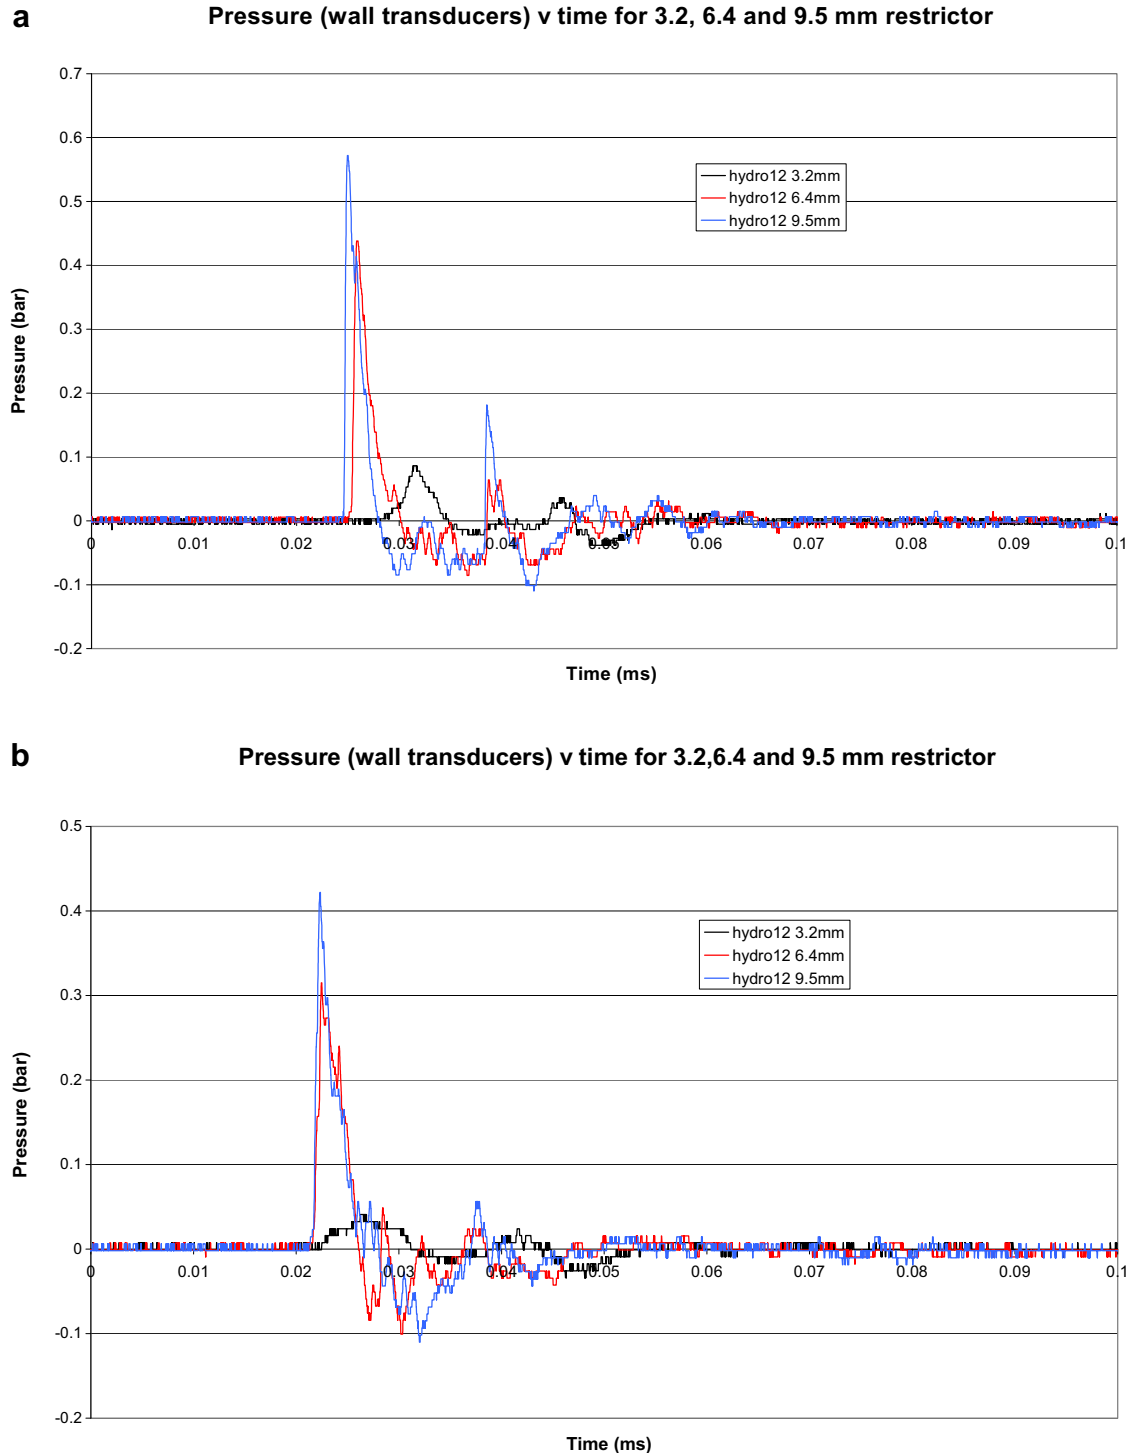 a
Pressure (wall transducers) v time for 3.2, 6.4 and 9.5 mm restrictor
0.7
0.6
0.5
0.4
0.3
0.2
0.1
0
-0.1
-0.2
Pressure (bar)
hydro12 3.2mm
hydro12 6.4mm
hydro12 9.5mm
0 0.01 0.02 0.03 0.04 0.05 0.06 0.07 0.08 0.09 0.1
Time (ms)
b
Pressure (wall transducers) v time for 3.2,6.4 and 9.5 mm restrictor
0.5
0.4
0.3
0.2
0.1
0
-0.1
-0.2
Pressure (bar)
hydro12 3.2mm
hydro12 6.4mm
hydro12 9.5mm
0 0.01 0.02 0.03 0.04 0.05 0.06 0.07 0.08 0.09 0.1
Time (ms)